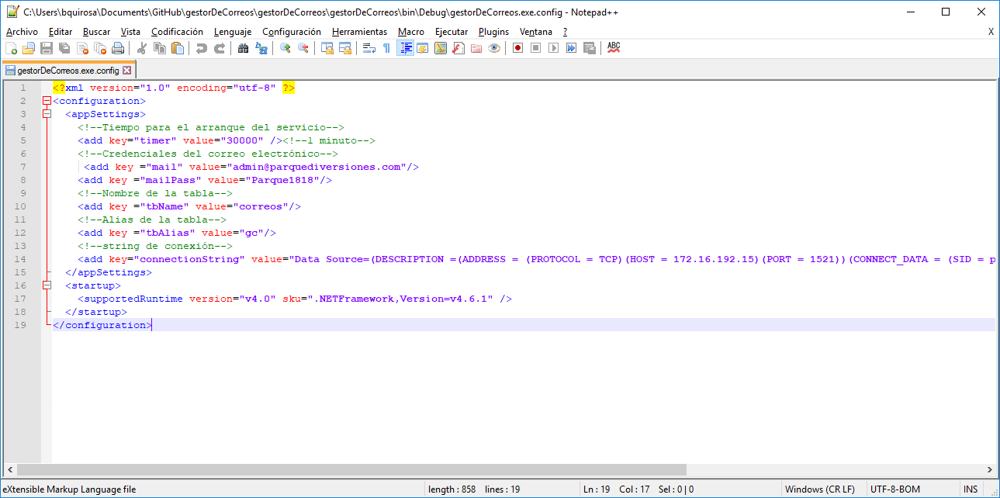 C:\Users\bquirosa\Documents\GitHub\gestorDeCorreos\gestorDeCorreos\gestorDeCorreos\bin\Debug\gestorDeCorreos.exe.config - Notepad++
Archivo Editar Buscar Vista Codificación Lenguaje Configuración Herramientas Macro Ejecutar Plugins Ventana ? X
ABC
gestorDeCorreos.exe.config
1 <?xml version="1.0" encoding="utf-8" ?>
2 <configuration>
3 <appSettings>
4 <!--Tiempo para el arranque del servicio-->
5 <add key="timer" value="30000" /><!--1 minuto-->
6 <!--Credenciales del correo electrónico-->
7 <add key ="mail" value="admin@parquediversiones.com"/>
8 <add key ="mailPass" value="Parque1818"/>
9 <!--Nombre de la tabla-->
10 <add key ="tbName" value="correos"/>
11 <!--Alias de la tabla-->
12 <add key ="tbAlias" value="gc"/>
13 <!--string de conexión-->
14 <add key="connectionString" value="Data Source=(DESCRIPTION =(ADDRESS = (PROTOCOL = TCP)(HOST = 172.16.192.15)(PORT = 1521))(CONNECT_DATA = (SID = p
15 </appSettings>
16 <startup>
17 <supportedRuntime version="v4.0" sku=".NETFramework,Version=v4.6.1" />
18 </startup>
19 </configuration>
eXtensible Markup Language file length : 858 lines : 19 Ln : 19 Col : 17 Sel : 0 | 0 Windows (CR LF) UTF-8-BOM INS